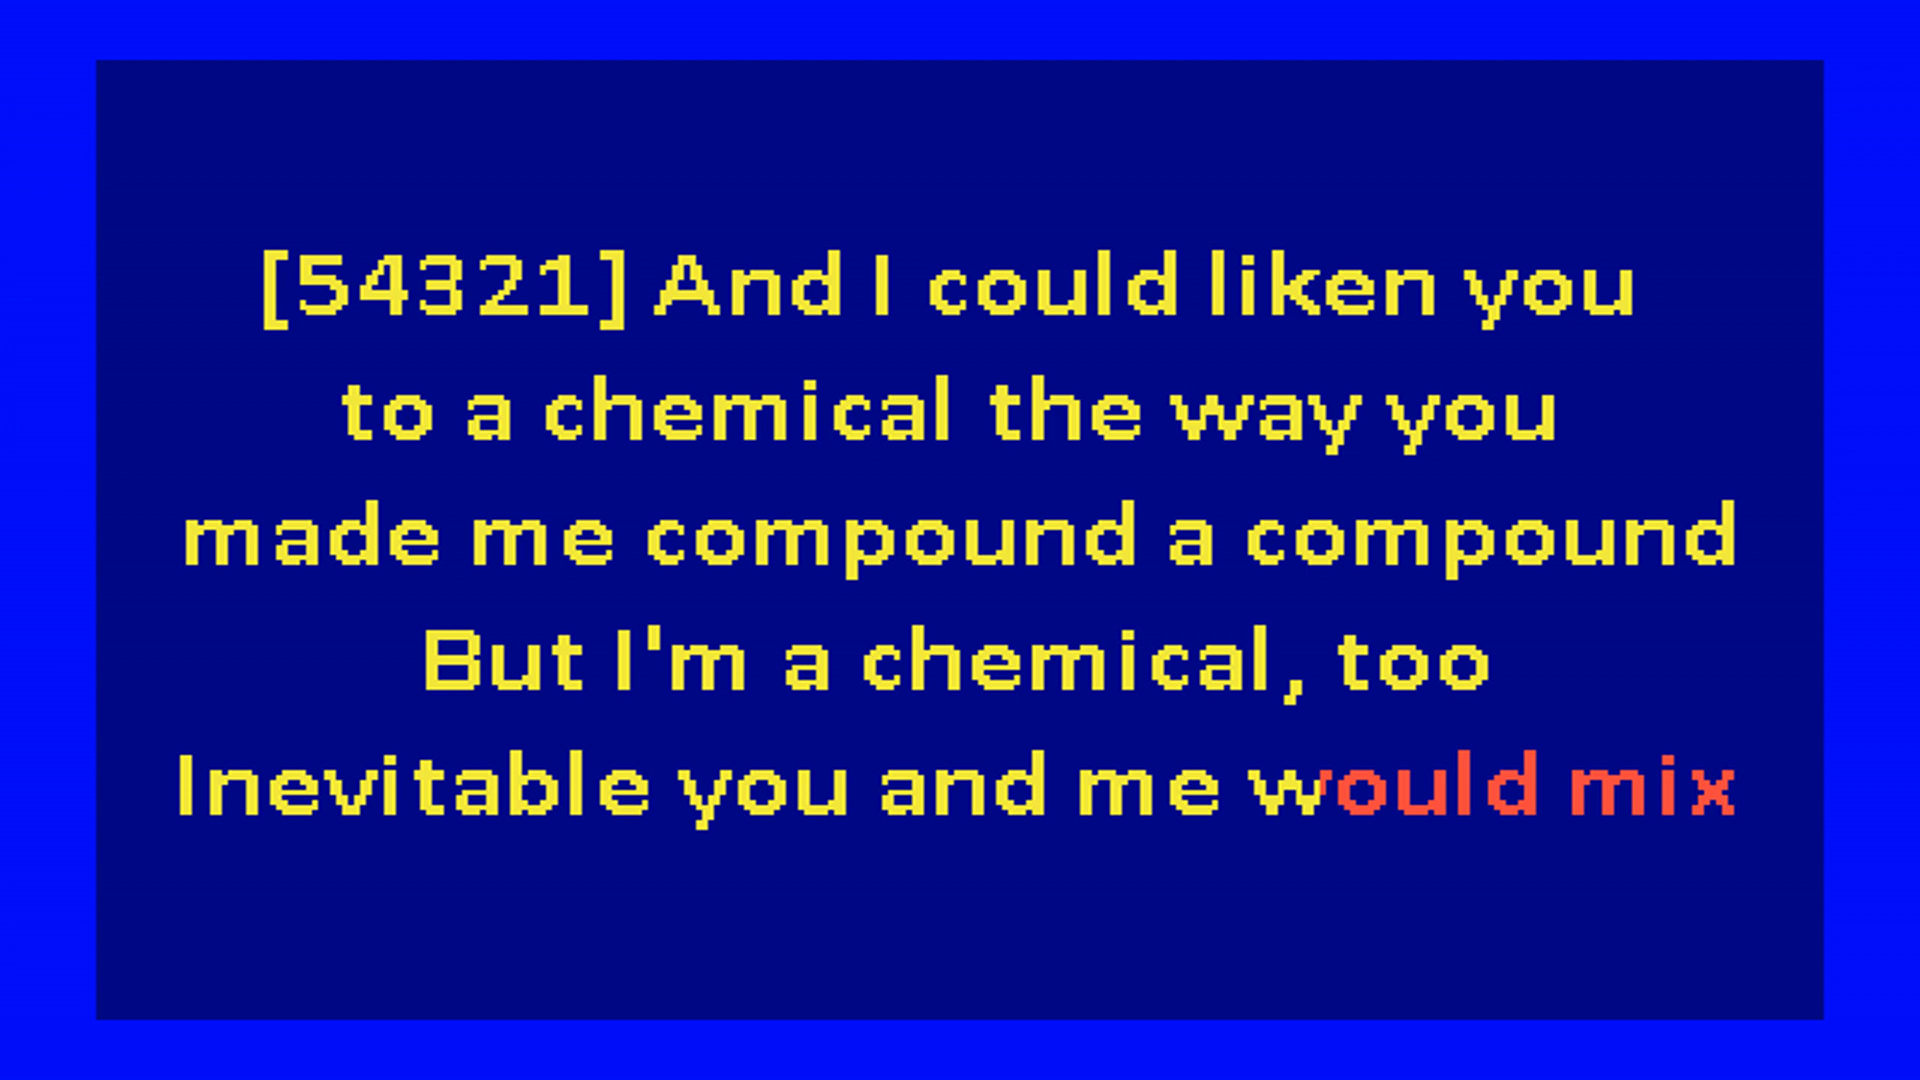 [54321] And I could liken you
to a chemical the way you
made me compound a compound
But I'm a chemical, too
Inevitable you and me would mix